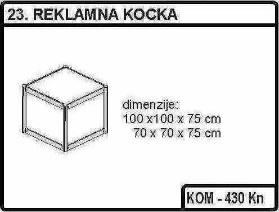 23. REKLAMNA KOCKA
dimenzije:
100 x100 x 75 cm
70 x 70 x 75 cm
KOM - 430 Kn